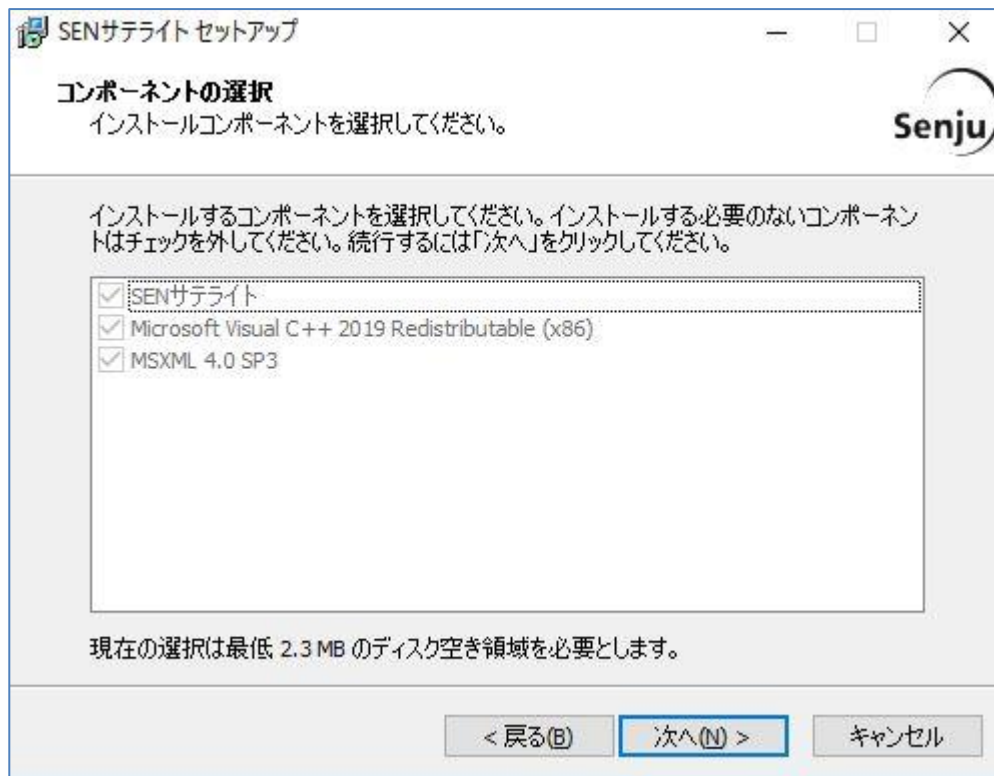 SENサテライト セットアップ
コンポーネントの選択
インストールコンポーネントを選択してください。
Senju
インストールするコンポーネントを選択してください。インストールする必要のないコンポーネン
トはチェックを外してください。続行するには「次へ」をクリックしてください。
SENサテライト
Microsoft Visual C++ 2019 Redistributable (x86)
MSXML 4.0 SP3
現在の選択は最低 2.3 MB のディスク空き領域を必要とします。
< 戻る(B)
次へ(N) >
キャンセル